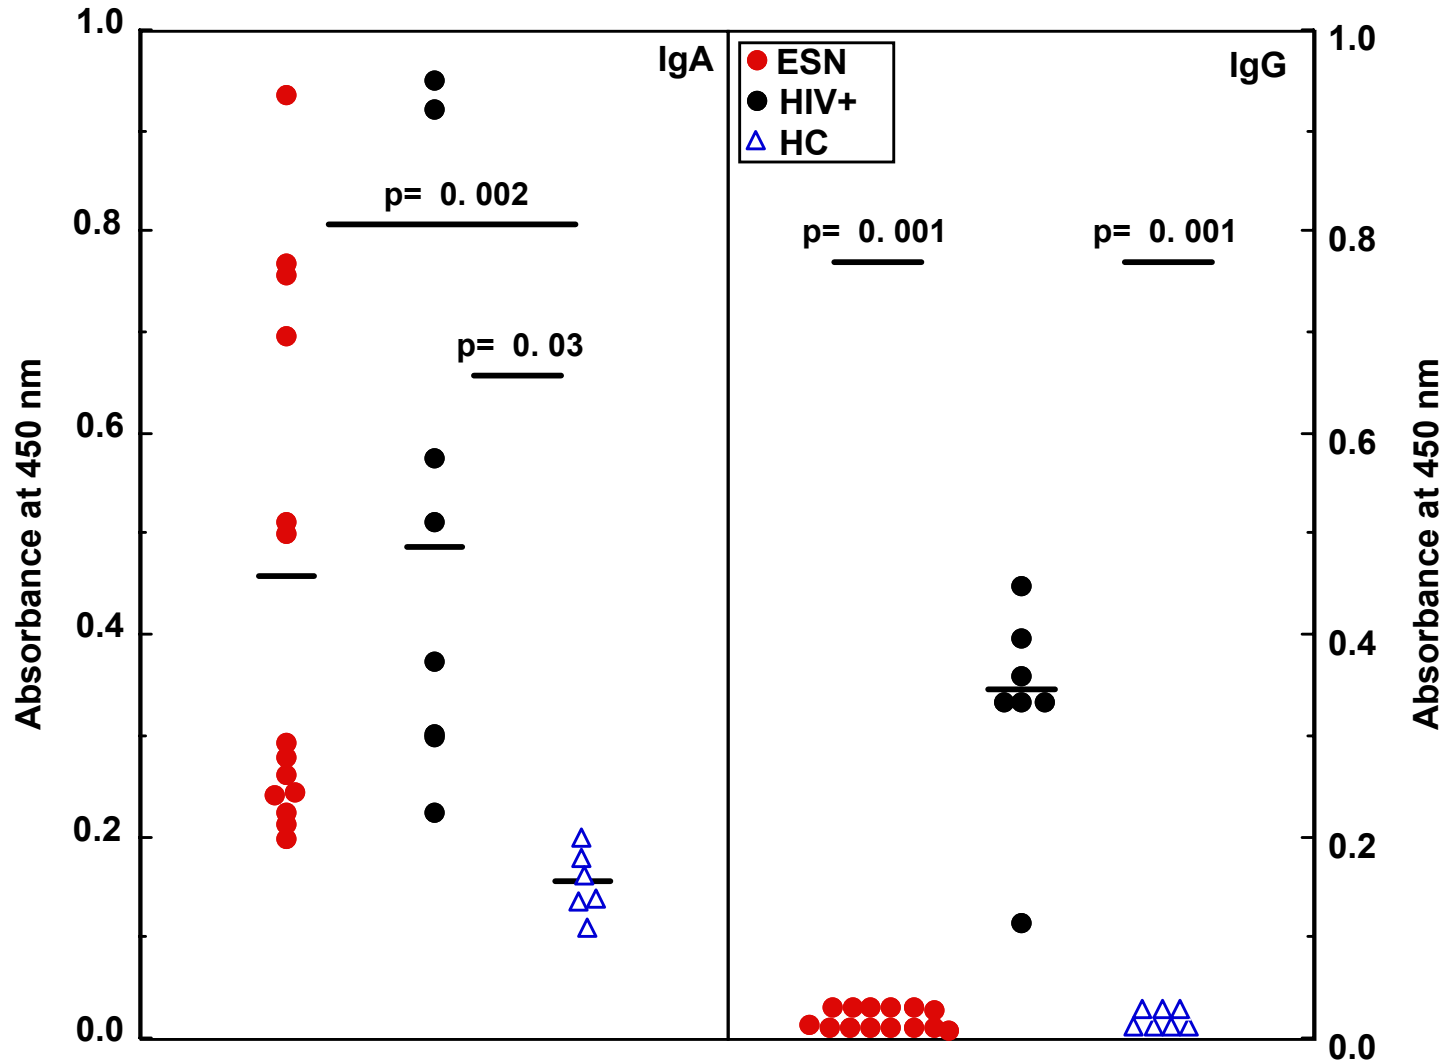 1.0
0.8
0.6
0.4
0.2
0.0
Absorbance at 450 nm
IgA
p= 0. 002
p= 0. 03
ESN
HIV+
HC
IgG
p= 0. 001
p= 0. 001
1.0
0.8
0.6
0.4
0.2
0.0
Absorbance at 450 nm